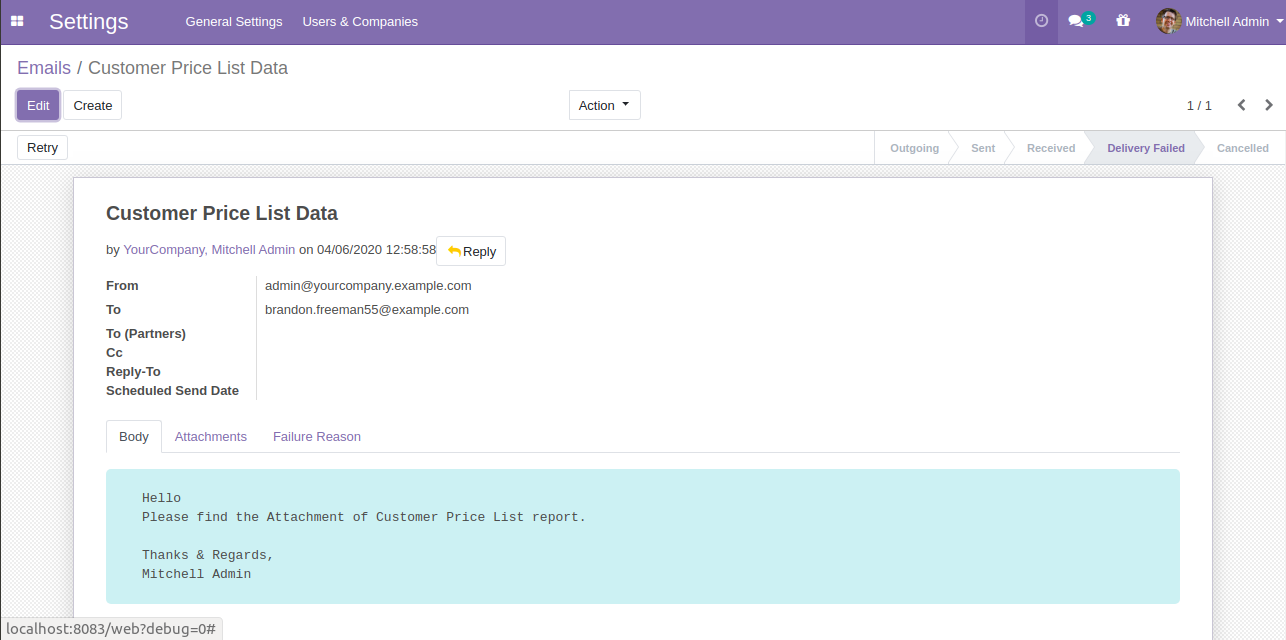 Settings General Settings Users & Companies 3 Mitchell Admin
Emails / Customer Price List Data
Edit Create Action 1 / 1
Retry Outgoing Sent Received Delivery Failed Cancelled
Customer Price List Data
by YourCompany, Mitchell Admin on 04/06/2020 12:58:58 Reply
From admin@yourcompany.example.com
To brandon.freeman55@example.com
To (Partners)
Cc
Reply-To
Scheduled Send Date
Body Attachments Failure Reason
Hello
Please find the Attachment of Customer Price List report.
Thanks & Regards,
Mitchell Admin
localhost:8083/web?debug=0#